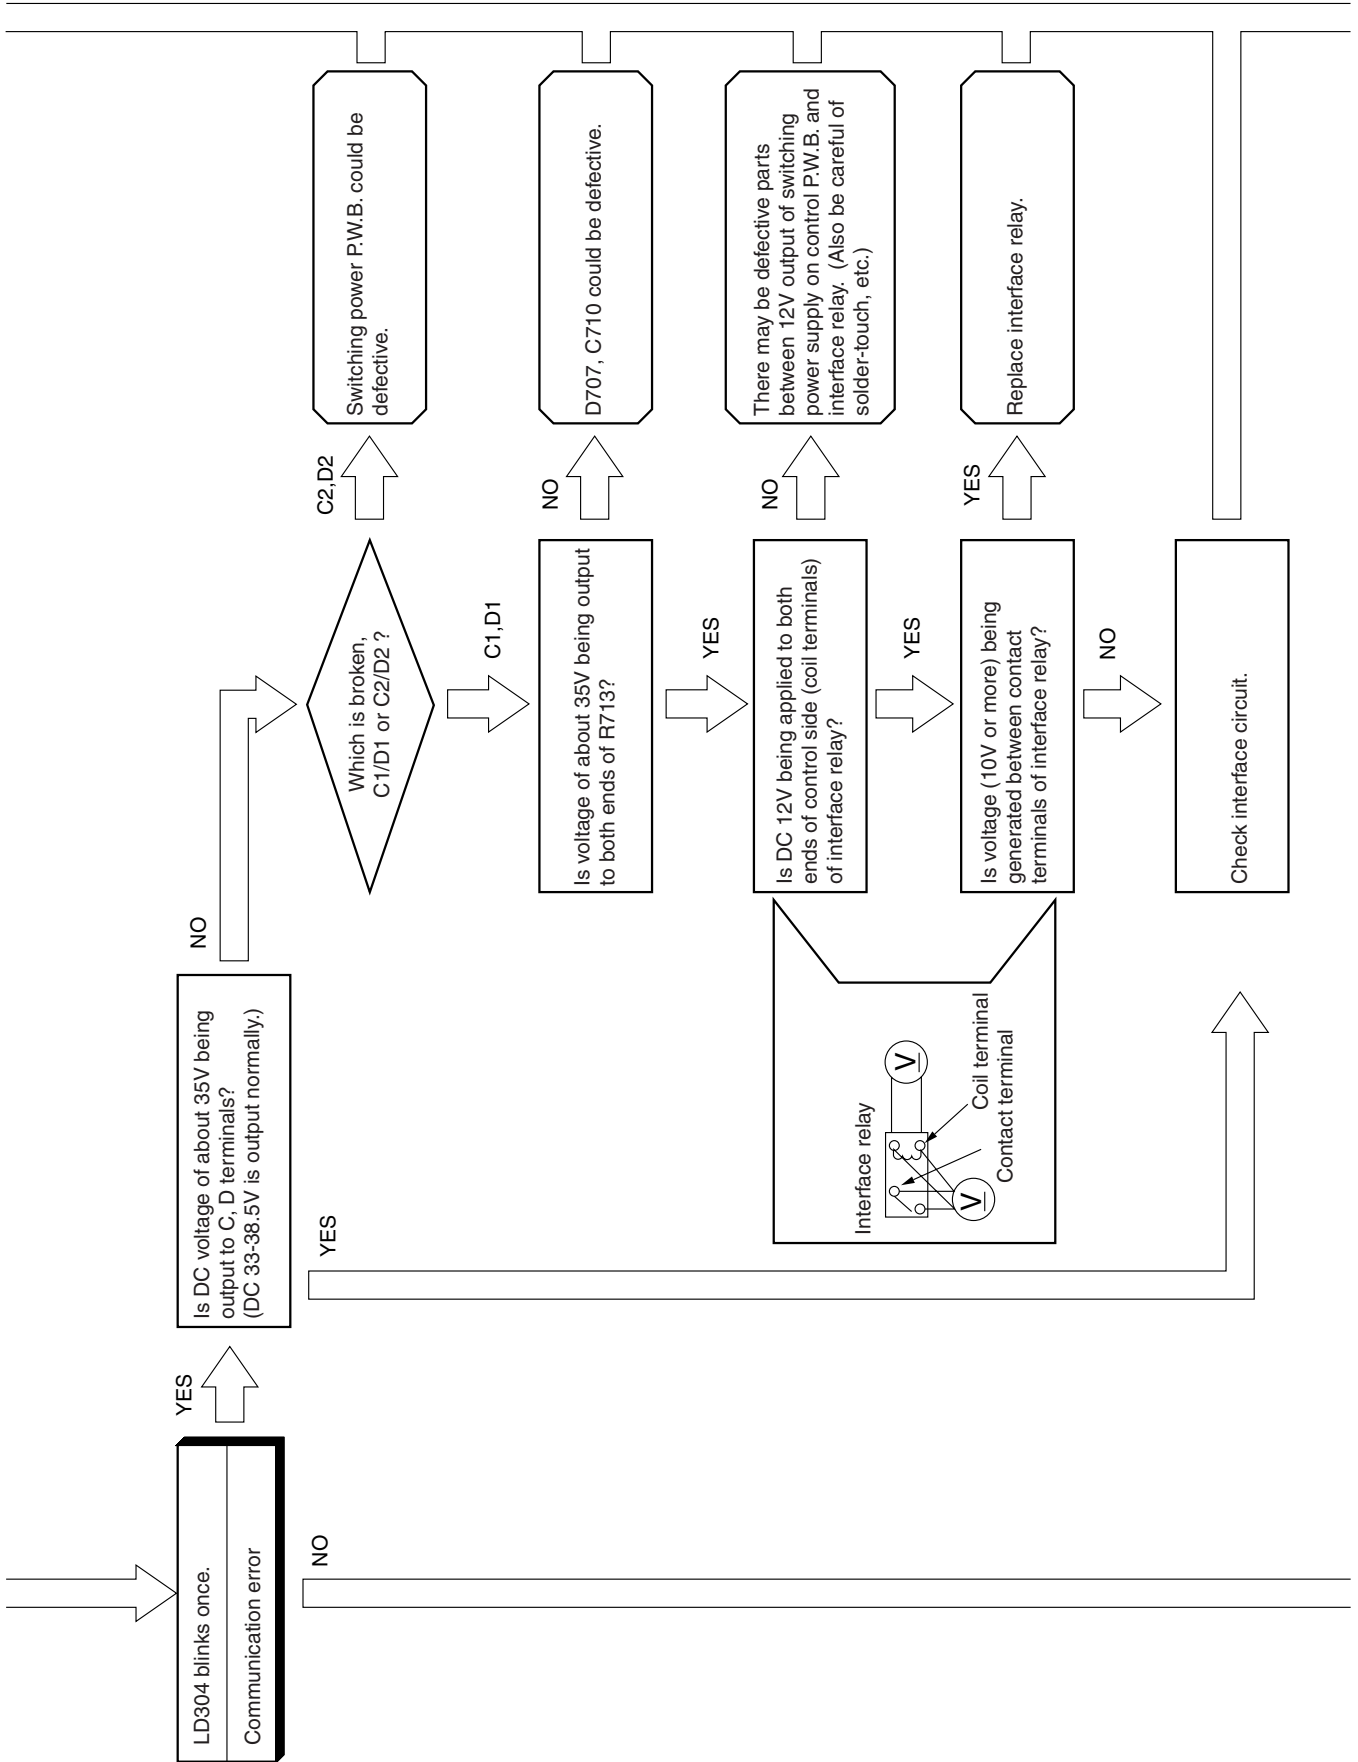 LD304 blinks once.
Communication error
YES
NO
Is DC voltage of about 35V being
output to C, D terminals?
(DC 33-38.5V is output normally.)
NO
YES
Which is broken,
C1/D1 or C2/D2 ?
C2,D2
Switching power P.W.B. could be
defective.
C1,D1
Is voltage of about 35V being output
to both ends of R713?
NO
D707, C710 could be defective.
YES
Is DC 12V being applied to both
ends of control side (coil terminals)
of interface relay?
NO
There may be defective parts
between 12V output of switching
power supply on control P.W.B. and
interface relay. (Also be careful of
solder-touch, etc.)
YES
Is voltage (10V or more) being
generated between contact
terminals of interface relay?
YES
Replace interface relay.
NO
Check interface circuit.
Interface relay
V
V
Coil terminal
Contact terminal